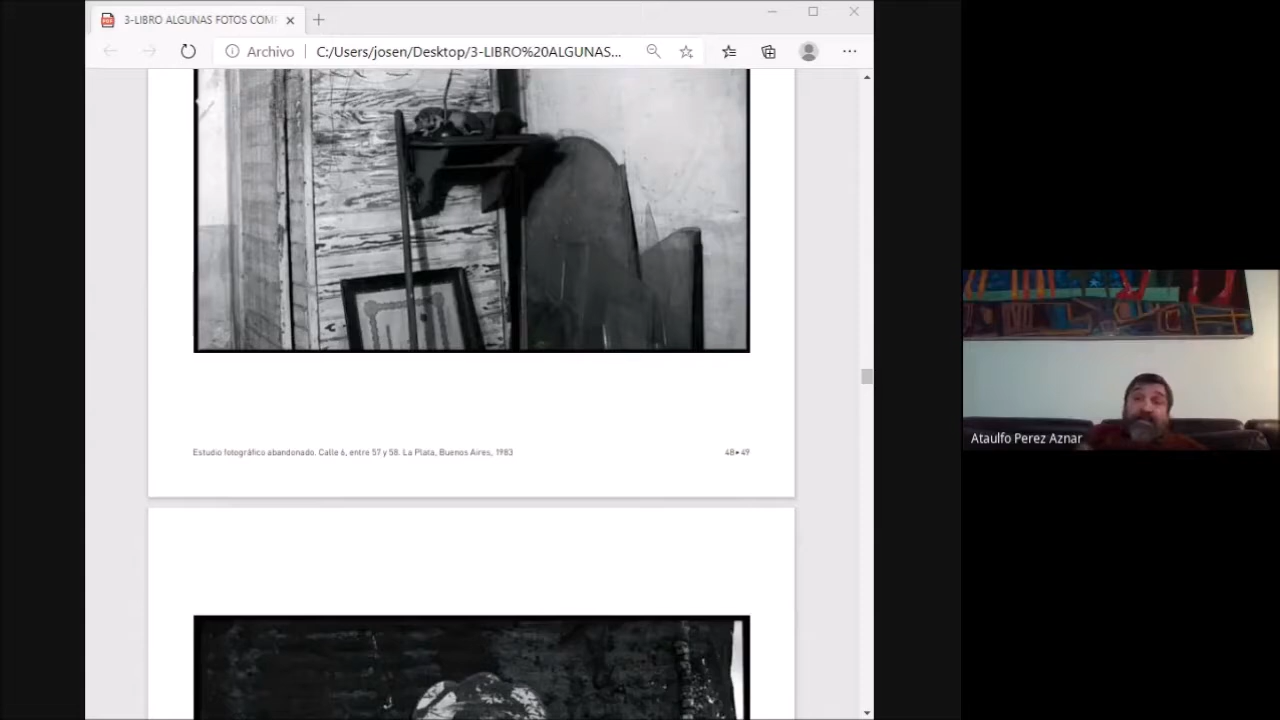 3-LIBRO ALGUNAS FOTOS COM
Archivo
C:/Users/josen/Desktop/3-LIBRO%20ALGUNAS...
Estudio fotográfico abandonado. Calle 6, entre 57 y 58. La Plata, Buenos Aires, 1983
48▸49
Ataulfo Perez Aznar